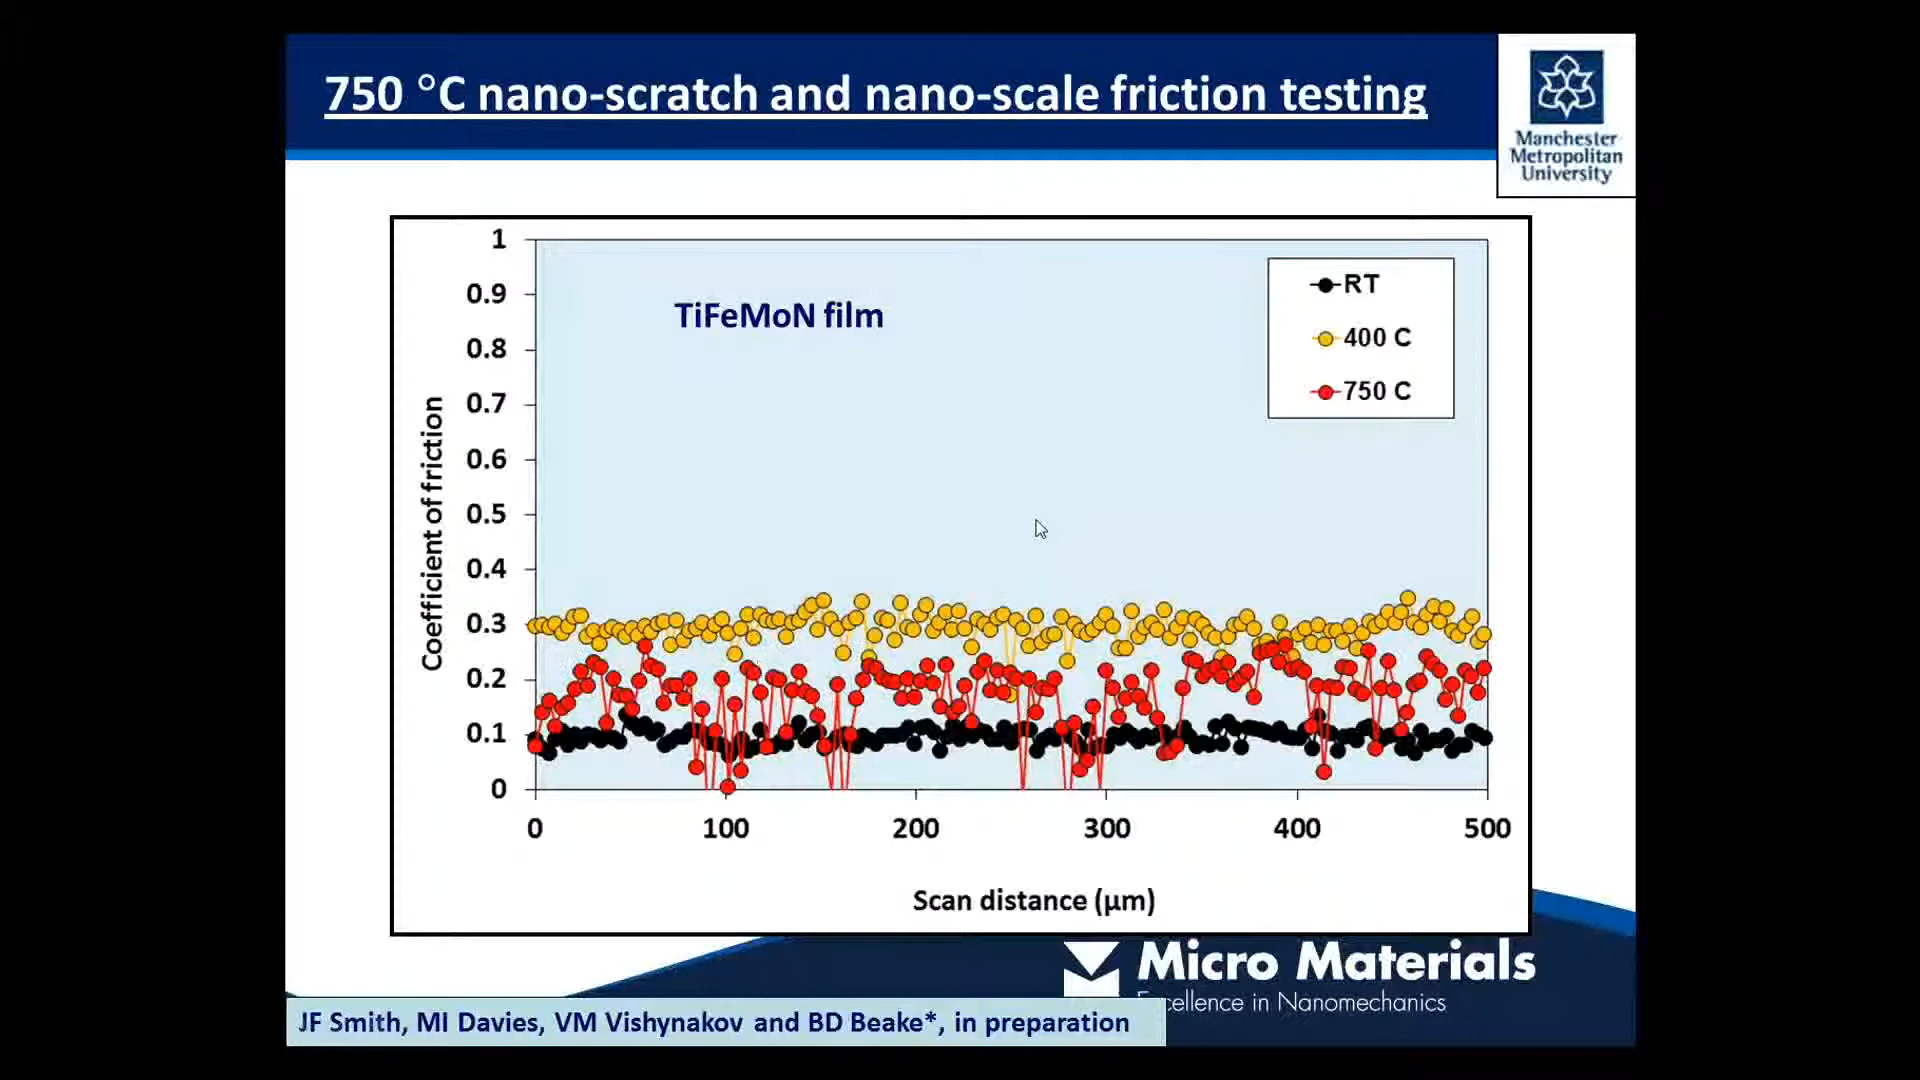 750 °C nano-scratch and nano-scale friction testing
Manchester
Metropolitan
University
TiFeMoN film
RT
400 C
750 C
Coefficient of friction
1
0.9
0.8
0.7
0.6
0.5
0.4
0.3
0.2
0.1
0
0 100 200 300 400 500
Scan distance (µm)
Micro Materials
Excellence in Nanomechanics
JF Smith, MI Davies, VM Vishynakov and BD Beake*, in preparation